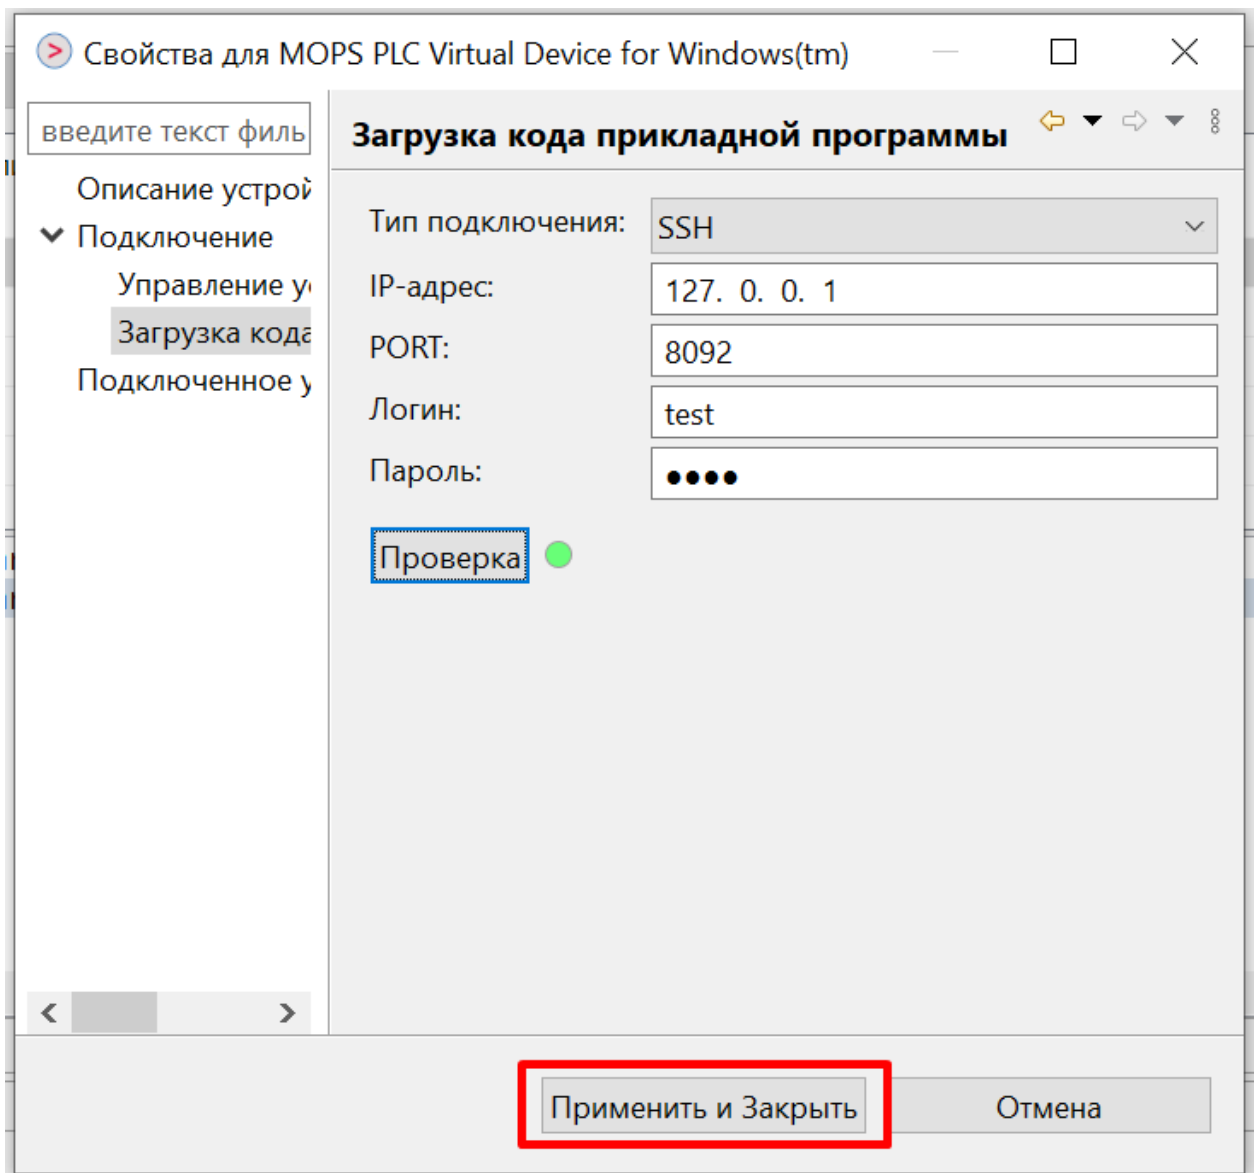 Свойства для MOPS PLC Virtual Device for Windows(tm)
введите текст филь
Описание устрой
Подключение
Управление у
Загрузка кода
Подключенное у
Загрузка кода прикладной программы
Тип подключения: SSH
IP-адрес: 127. 0. 0. 1
PORT: 8092
Логин: test
Пароль: ●●●●
Проверка
Применить и Закрыть
Отмена